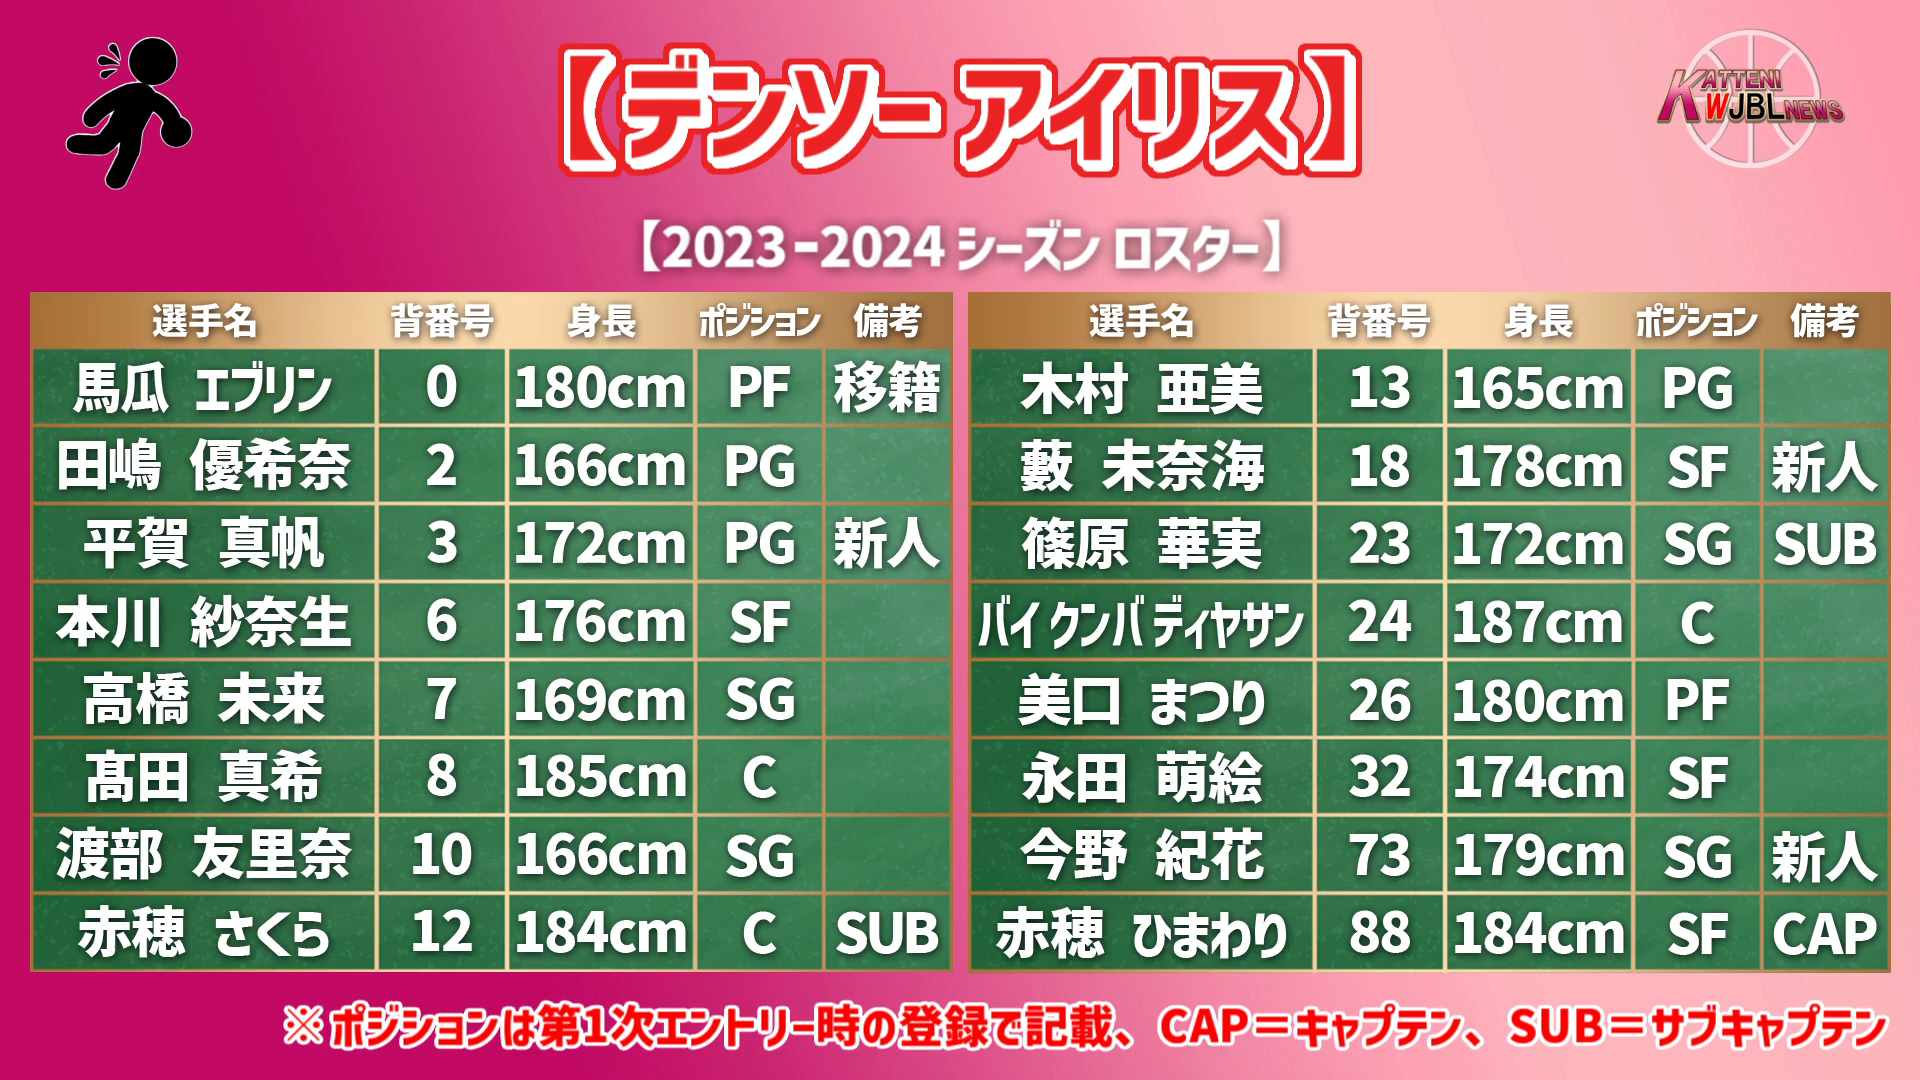 【デンソー アイリス】
KATTENI
WJBL NEWS
【2023-2024 シーズン ロスター】
選手名 背番号 身長 ポジション 備考
馬瓜 エブリン 0 180cm PF 移籍
田嶋 優希奈 2 166cm PG
平賀 真帆 3 172cm PG 新人
本川 紗奈生 6 176cm SF
高橋 未来 7 169cm SG
髙田 真希 8 185cm C
渡部 友里奈 10 166cm SG
赤穂 さくら 12 184cm C SUB
選手名 背番号 身長 ポジション 備考
木村 亜美 13 165cm PG
藪 未奈海 18 178cm SF 新人
篠原 華実 23 172cm SG SUB
バイ クンバ ディヤサン 24 187cm C
美口 まつり 26 180cm PF
永田 萌絵 32 174cm SF
今野 紀花 73 179cm SG 新人
赤穂 ひまわり 88 184cm SF CAP
※ ポジションは第1次エントリー時の登録で記載、CAP＝キャプテン、SUB＝サブキャプテン